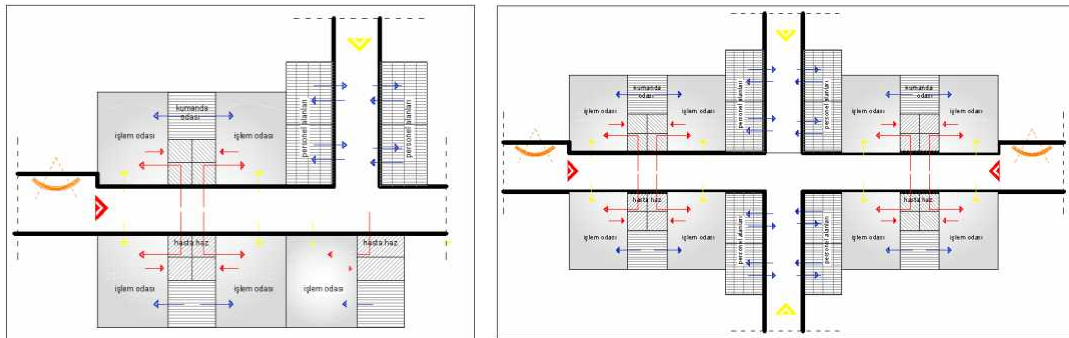 kumanda
odası
işlem odası
işlem odası
personel alanları
personel alanları
hasta haz
hasta haz
işlem odası
işlem odası
işlem odası
kumanda
odası
işlem odası
işlem odası
personel alanları
personel alanları
kumanda
odası
işlem odası
işlem odası
hasta haz
işlem odası
işlem odası
personel alanları
personel alanları
hasta haz
işlem odası
işlem odası